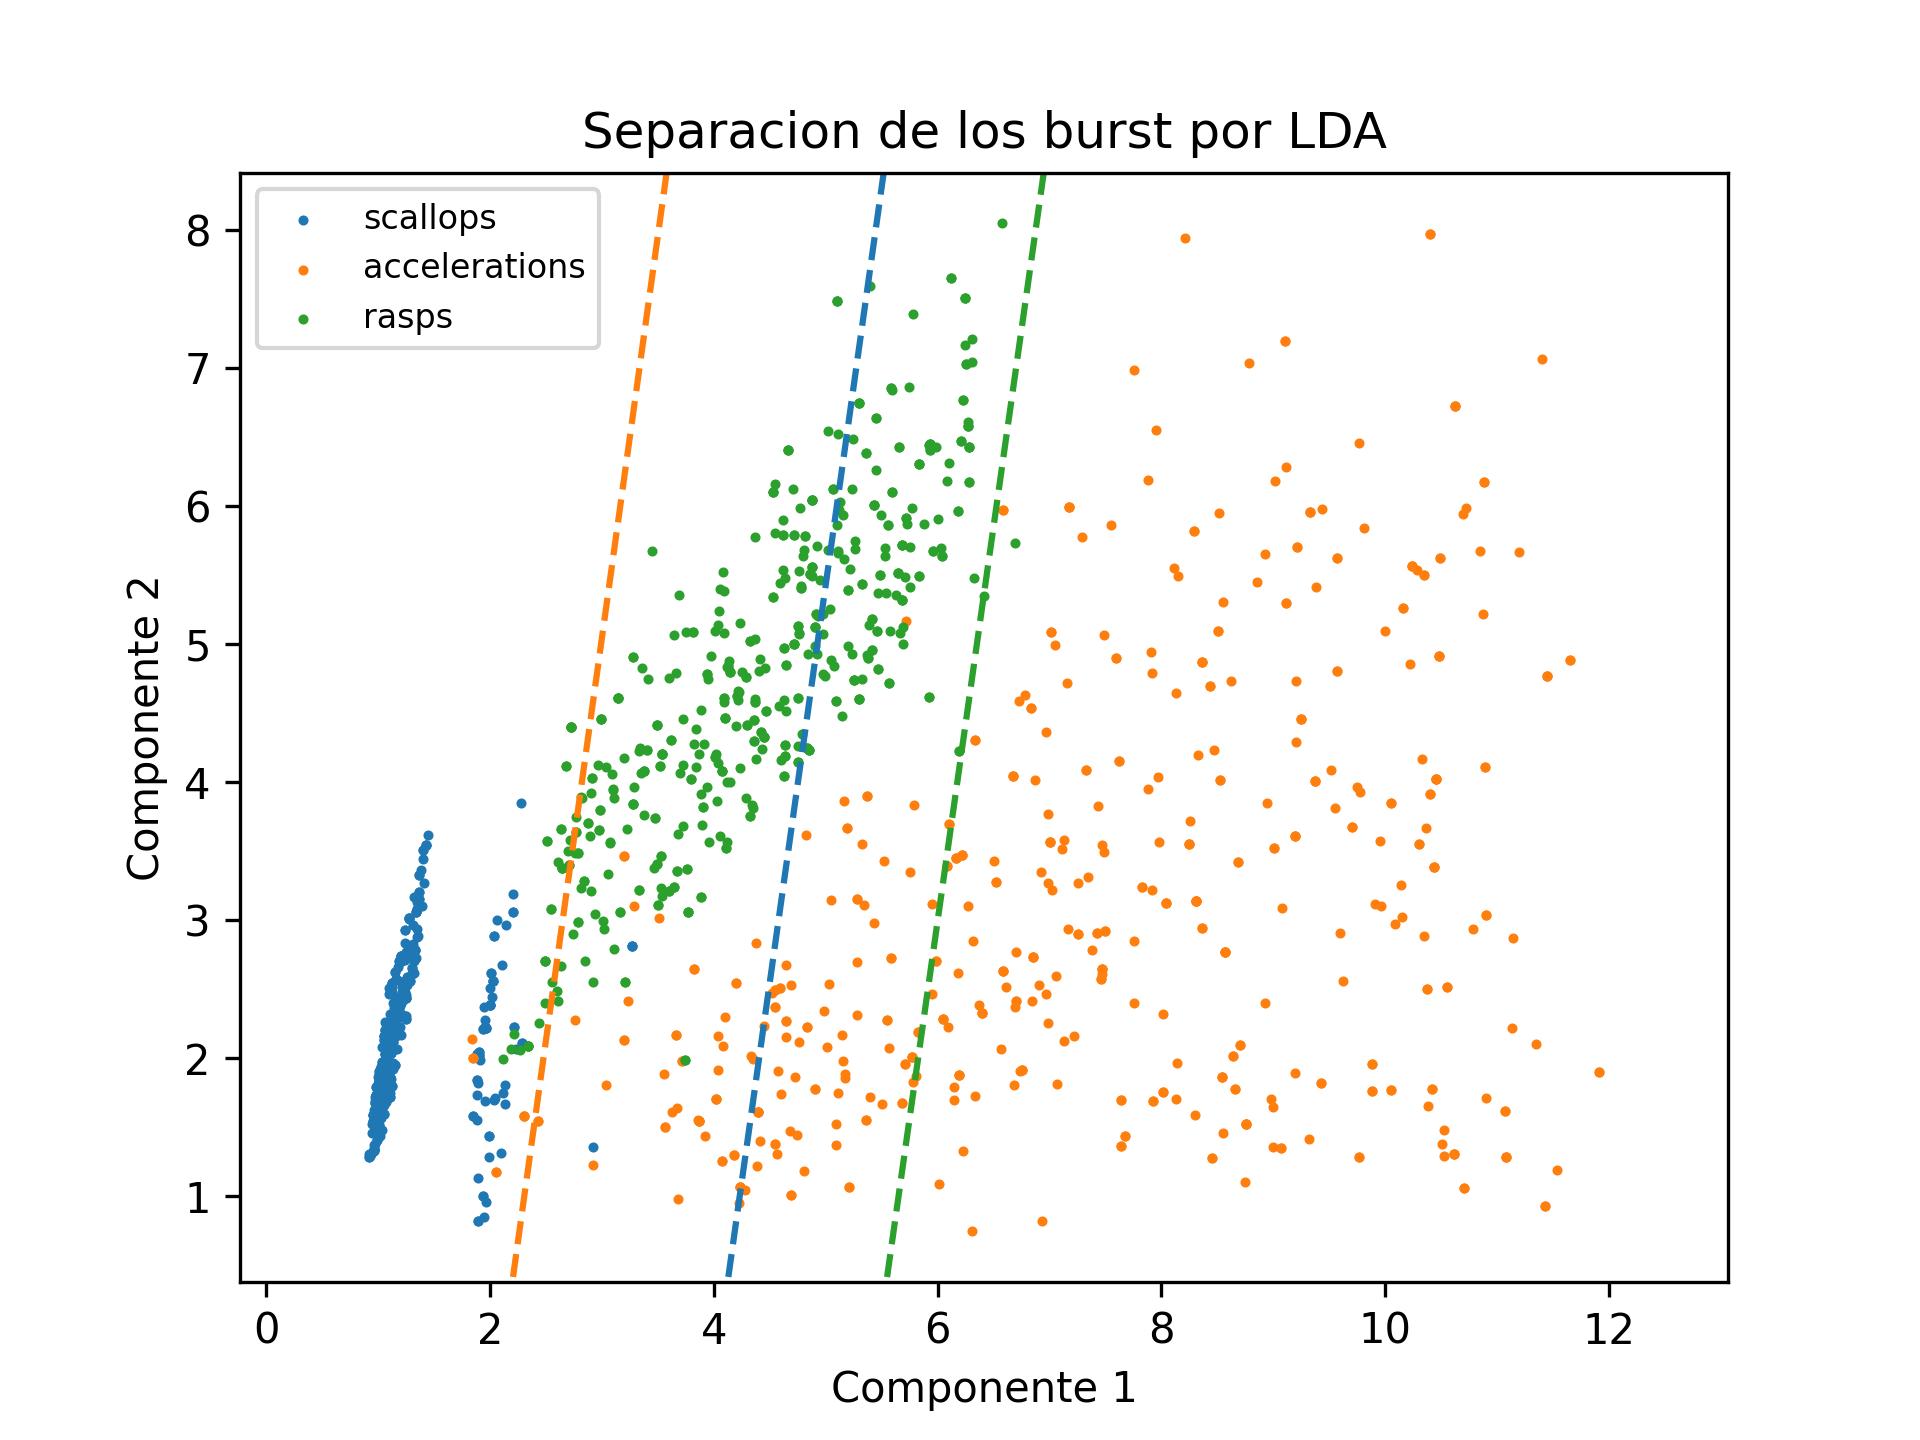 Separacion de los burst por LDA
scallops
accelerations
rasps
8
7
6
5
4
3
2
1
Componente 2
0 2 4 6 8 10 12
Componente 1